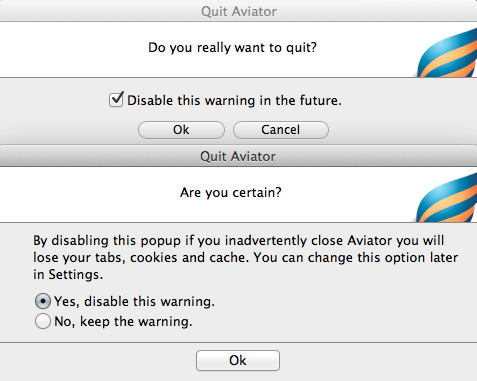 Quit Aviator
Do you really want to quit?
Disable this warning in the future.
Ok Cancel
Quit Aviator
Are you certain?
By disabling this popup if you inadvertently close Aviator you will
lose your tabs, cookies and cache. You can change this option later
in Settings.
Yes, disable this warning.
No, keep the warning.
Ok